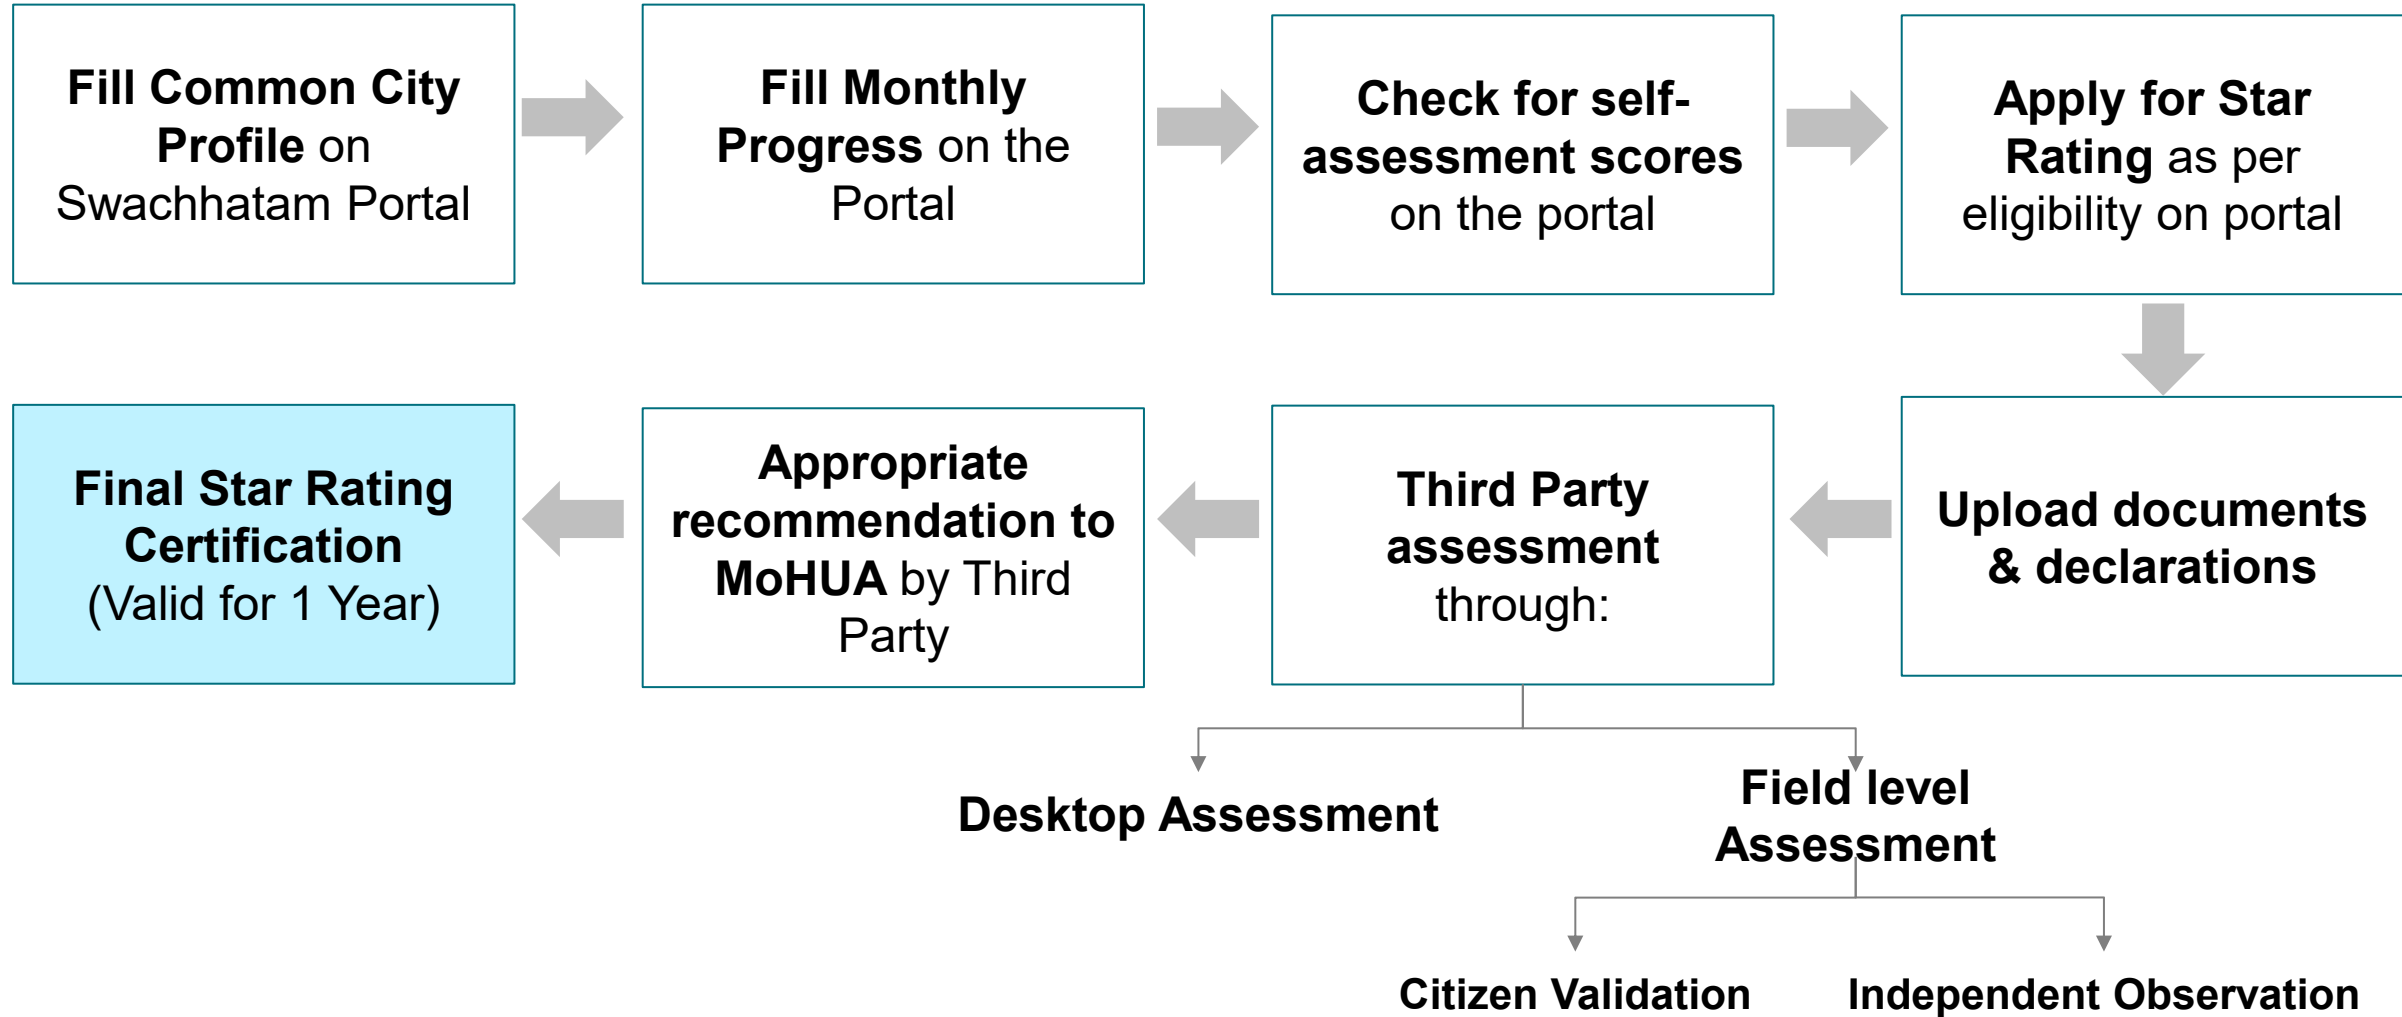 Fill Common City
Profile on
Swachhatam Portal
Fill Monthly
Progress on the
Portal
Check for self-
assessment scores
on the portal
Apply for Star
Rating as per
eligibility on portal
Upload documents
& declarations
Third Party
assessment
through:
Appropriate
recommendation to
MoHUA by Third
Party
Final Star Rating
Certification
(Valid for 1 Year)
Desktop Assessment
Field level
Assessment
Citizen Validation
Independent Observation